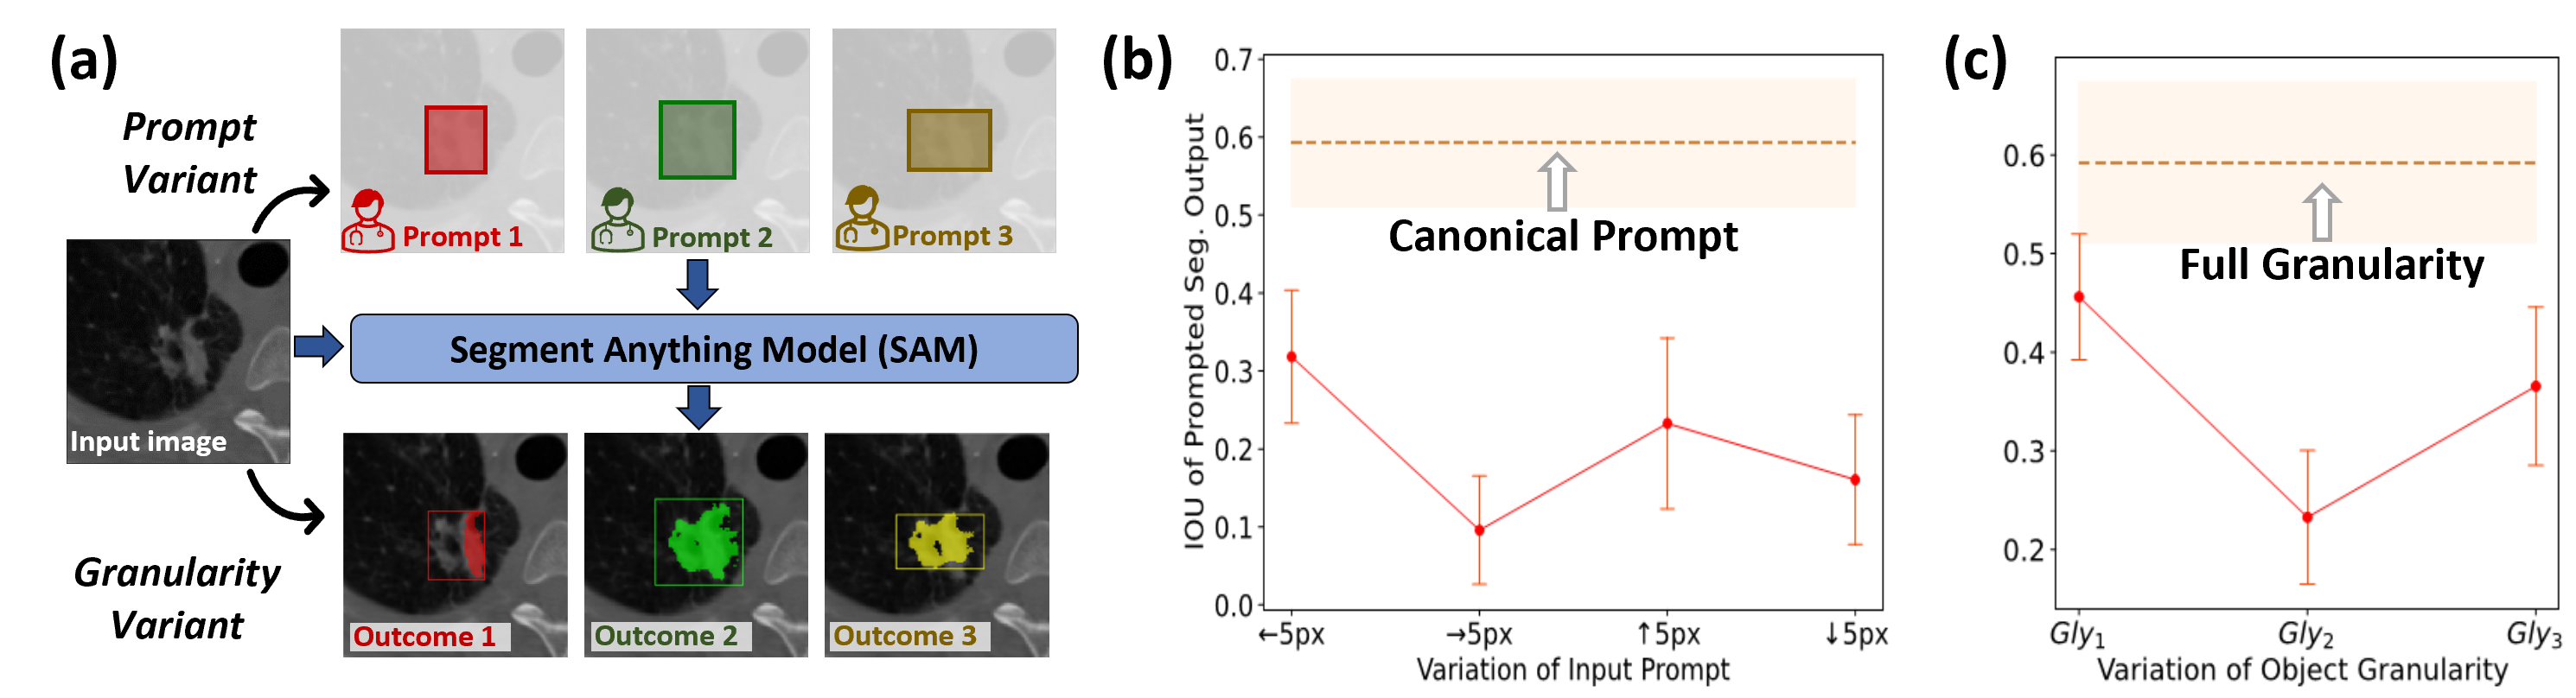 (a)
Prompt
Variant
Prompt 1
Prompt 2
Prompt 3
Input image
Segment Anything Model (SAM)
Granularity
Variant
Outcome 1
Outcome 2
Outcome 3
(b)
IOU of Prompted Seg. Output
0.7
0.6
0.5
0.4
0.3
0.2
0.1
0.0
Canonical Prompt
←5px
→5px
↑5px
↓5px
Variation of Input Prompt
(c)
0.6
0.5
0.4
0.3
0.2
Full Granularity
Gly₁
Gly₂
Gly₃
Variation of Object Granularity